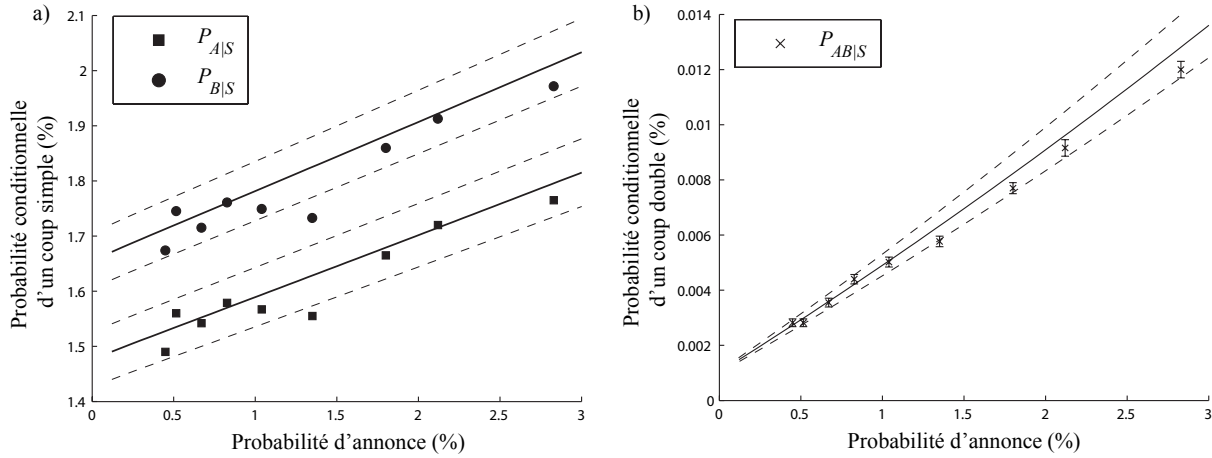 a)
P_{A|S}
P_{B|S}
2.1
2
1.9
1.8
1.7
1.6
1.5
1.4
0
0.5
1
1.5
2
2.5
3
Probabilité conditionnelle
d'un coup simple (%)
Probabilité d'annonce (%)
b)
P_{AB|S}
0.014
0.012
0.01
0.008
0.006
0.004
0.002
0
0
0.5
1
1.5
2
2.5
3
Probabilité conditionnelle
d'un coup double (%)
Probabilité d'annonce (%)